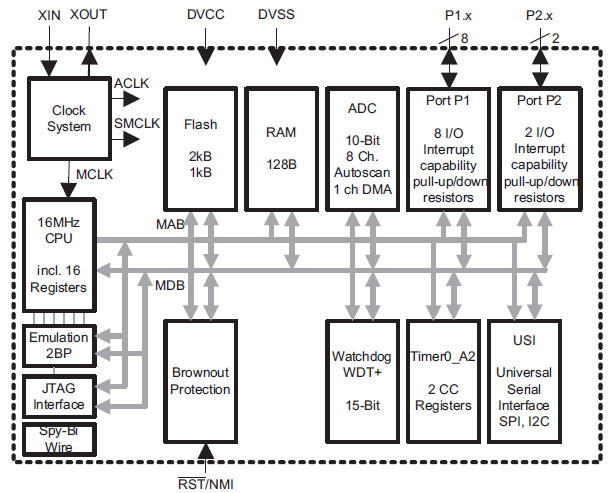 XIN XOUT DVCC DVSS P1.x P2.x
8 2
ACLK
SMCLK
MCLK
Clock
System
Flash
2kB
1kB
RAM
128B
ADC
10-Bit
8 Ch.
Autoscan
1 ch DMA
Port P1
8 I/O
Interrupt
capability
pull-up/down
resistors
Port P2
2 I/O
Interrupt
capability
pull-up/down
resistors
16MHz
CPU
incl. 16
Registers
MAB
MDB
Emulation
2BP
JTAG
Interface
Spy-Bi
Wire
Brownout
Protection
Watchdog
WDT+
15-Bit
Timer0_A2
2 CC
Registers
USI
Universal
Serial
Interface
SPI, I2C
RST/NMI